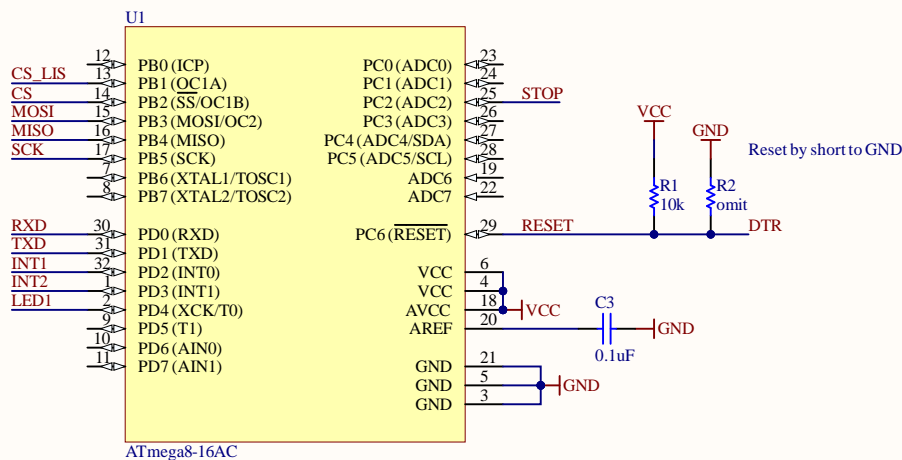 U1
12 PB0 (ICP) PC0 (ADC0) 23
CS_LIS 13 PB1 (OC1A) PC1 (ADC1) 24
CS 14 PB2 (SS/OC1B) PC2 (ADC2) 25 STOP
MOSI 15 PB3 (MOSI/OC2) PC3 (ADC3) 26
MISO 16 PB4 (MISO) PC4 (ADC4/SDA) 27
SCK 17 PB5 (SCK) PC5 (ADC5/SCL) 28
7 PB6 (XTAL1/TOSC1) ADC6 19
8 PB7 (XTAL2/TOSC2) ADC7 22
VCC
GND
Reset by short to GND
R1
10k
R2
omit
RXD 30 PD0 (RXD) PC6 (RESET) 29 RESET DTR
TXD 31 PD1 (TXD)
INT1 32 PD2 (INT0) VCC 6
INT2 1 PD3 (INT1) VCC 4
LED1 2 PD4 (XCK/T0) AVCC 18 VCC
9 PD5 (T1) AREF 20
C3
0.1uF
GND
10 PD6 (AIN0)
11 PD7 (AIN1) GND 21
GND 5 GND
GND 3
ATmega8-16AC